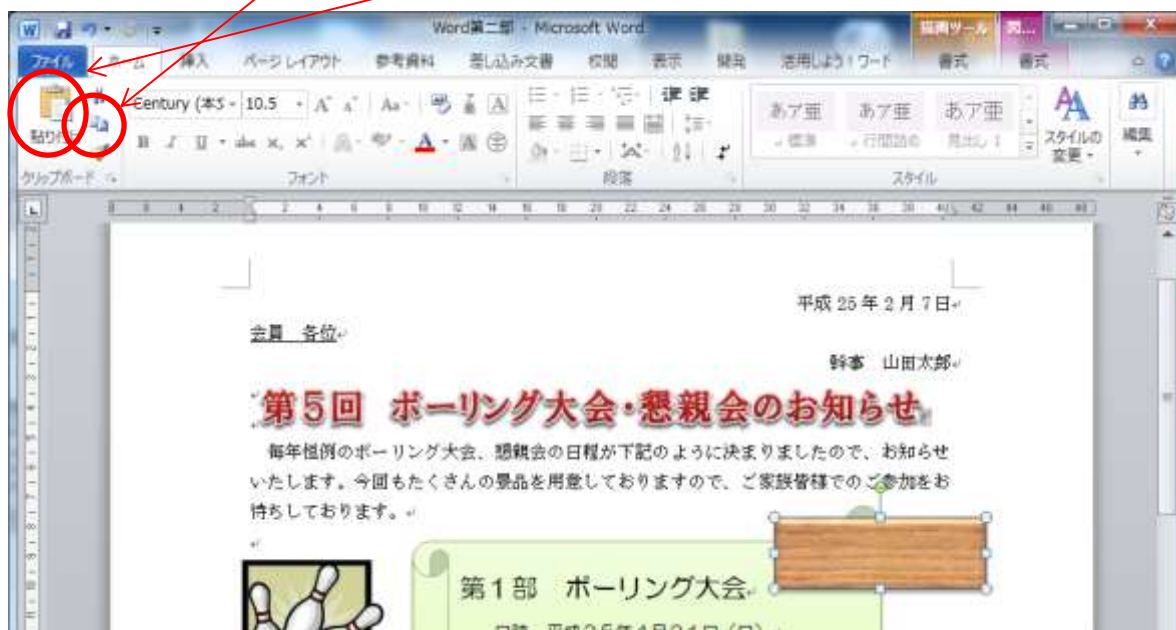 Word第二部 - Microsoft Word
描画ツール 図...
ファイル ホーム 挿入 ページ レイアウト 参考資料 差し込み文書 校閲 表示 開発 活用しよう!ワード 書式 書式
Century (本5 10.5
貼り付け
あア亜 あア亜 あア亜
標準 行間詰め 見出し 1
スタイルの変更
編集
クリップボード フォント 段落 スタイル
平成 25 年 2 月 7 日
会員 各位
幹事 山田太郎
第5回 ボーリング大会・懇親会のお知らせ
毎年恒例のボーリング大会、懇親会の日程が下記のように決まりましたので、お知らせ
いたします。今回もたくさんの景品を用意しておりますので、ご家族皆様でのご参加をお
待ちしております。
第1部 ボーリング大会